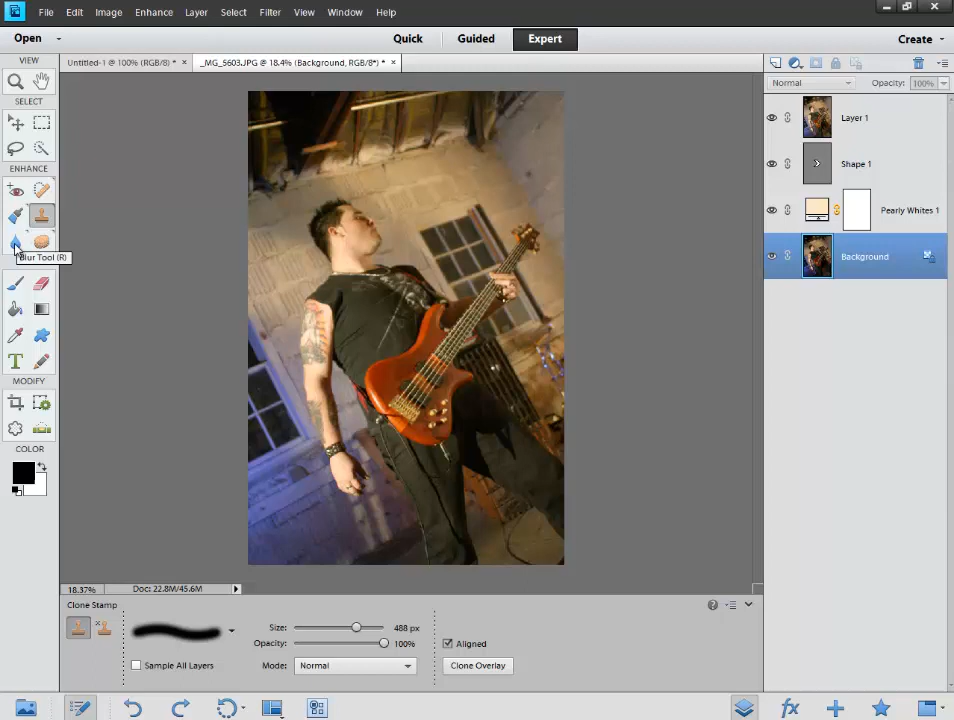 File Edit Image Enhance Layer Select Filter View Window Help
Open Quick Guided Expert Create
VIEW
Untitled-1 @ 100% (RGB/8) * ×
_MG_5603.JPG @ 18.4% (Background, RGB/8*) * ×
Normal Opacity: 100%
SELECT
Layer 1
Shape 1
ENHANCE
Pearly Whites 1
Blur Tool (R)
Background
T
MODIFY
COLOR
18.37% Doc: 22.8M/45.6M
Clone Stamp
Size: 488 px
Opacity: 100% Aligned
Sample All Layers Mode: Normal Clone Overlay
fx